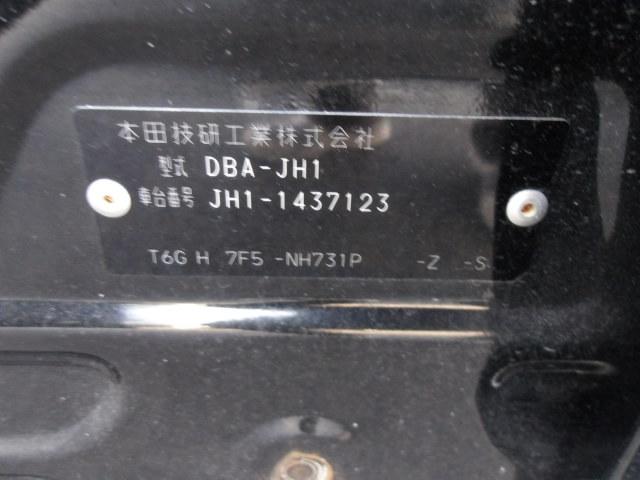 本田技研工業株式会社
型式 DBA-JH1
車台番号 JH1-1437123
T6G H 7F5 -NH731P -Z -S